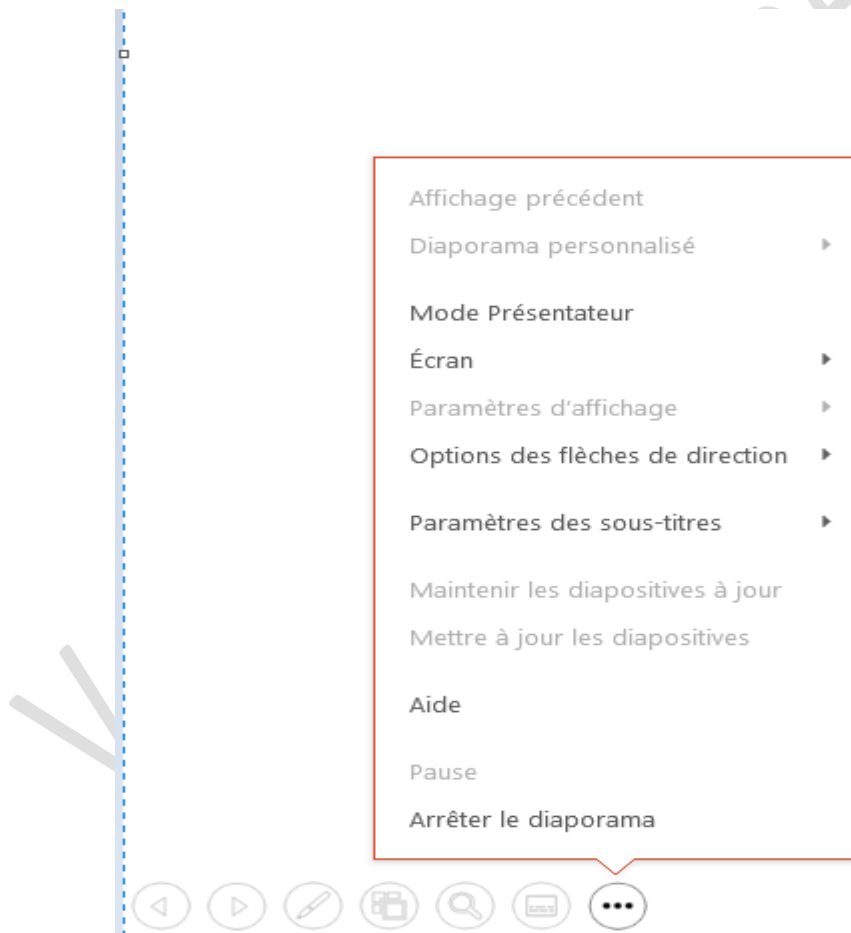 Affichage précédent
Diaporama personnalisé
Mode Présentateur
Écran
Paramètres d'affichage
Options des flèches de direction
Paramètres des sous-titres
Maintenir les diapositives à jour
Mettre à jour les diapositives
Aide
Pause
Arrêter le diaporama